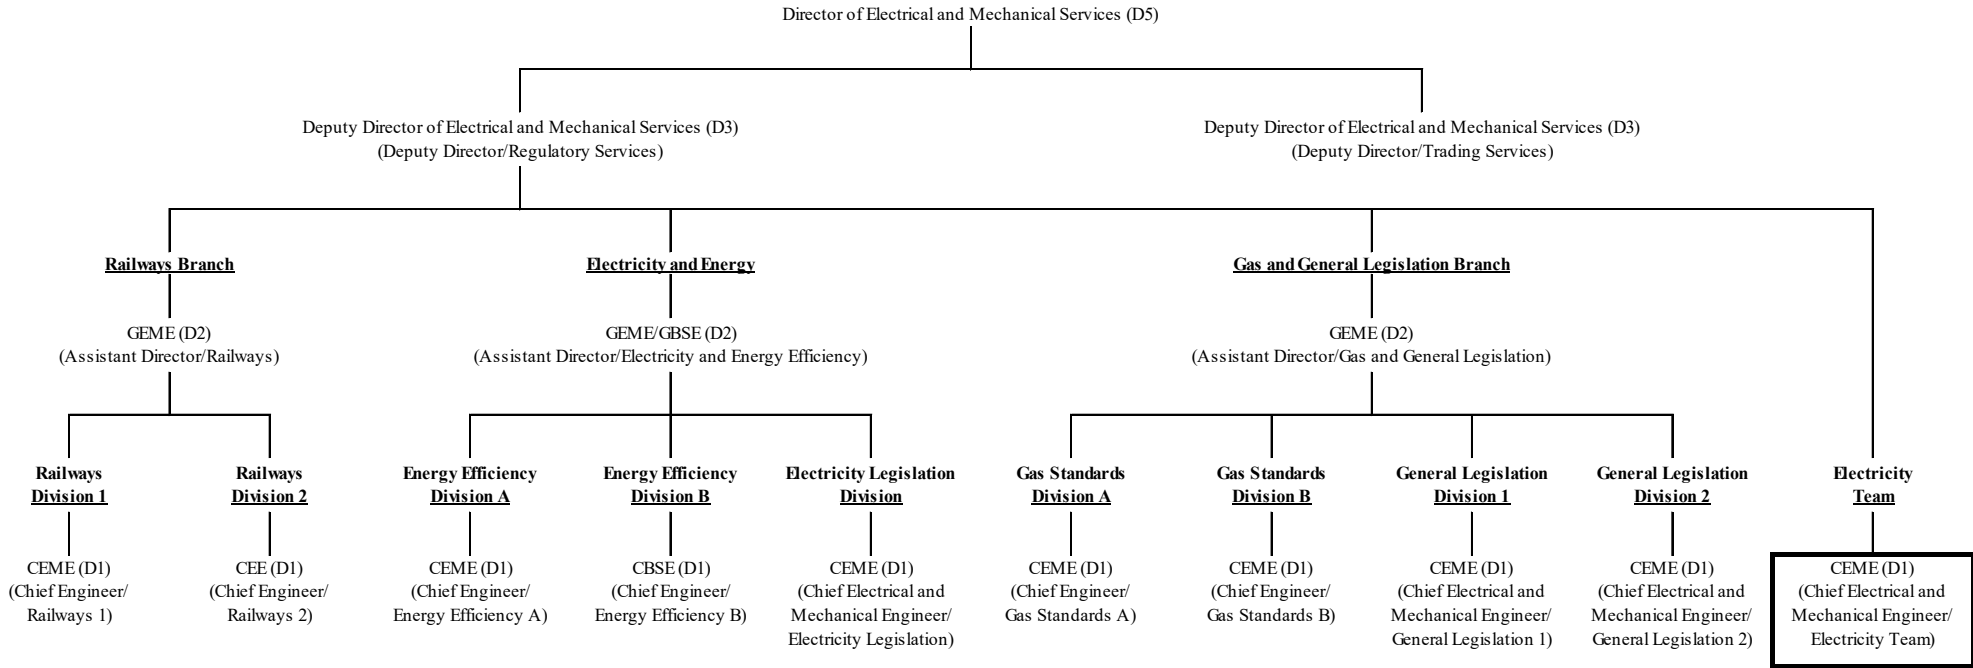 Director of Electrical and Mechanical Services (D5)
Deputy Director of Electrical and Mechanical Services (D3)
(Deputy Director/Regulatory Services)
Deputy Director of Electrical and Mechanical Services (D3)
(Deputy Director/Trading Services)
Railways Branch
Electricity and Energy
Gas and General Legislation Branch
GEME (D2)
(Assistant Director/Railways)
GEME/GBSE (D2)
(Assistant Director/Electricity and Energy Efficiency)
GEME (D2)
(Assistant Director/Gas and General Legislation)
Railways
Division 1
Railways
Division 2
Energy Efficiency
Division A
Energy Efficiency
Division B
Electricity Legislation
Division
Gas Standards
Division A
Gas Standards
Division B
General Legislation
Division 1
General Legislation
Division 2
Electricity
Team
CEME (D1)
(Chief Engineer/
Railways 1)
CEE (D1)
(Chief Engineer/
Railways 2)
CEME (D1)
(Chief Engineer/
Energy Efficiency A)
CBSE (D1)
(Chief Engineer/
Energy Efficiency B)
CEME (D1)
(Chief Electrical and
Mechanical Engineer/
Electricity Legislation)
CEME (D1)
(Chief Engineer/
Gas Standards A)
CEME (D1)
(Chief Engineer/
Gas Standards B)
CEME (D1)
(Chief Electrical and
Mechanical Engineer/
General Legislation 1)
CEME (D1)
(Chief Electrical and
Mechanical Engineer/
General Legislation 2)
CEME (D1)
(Chief Electrical and
Mechanical Engineer/
Electricity Team)